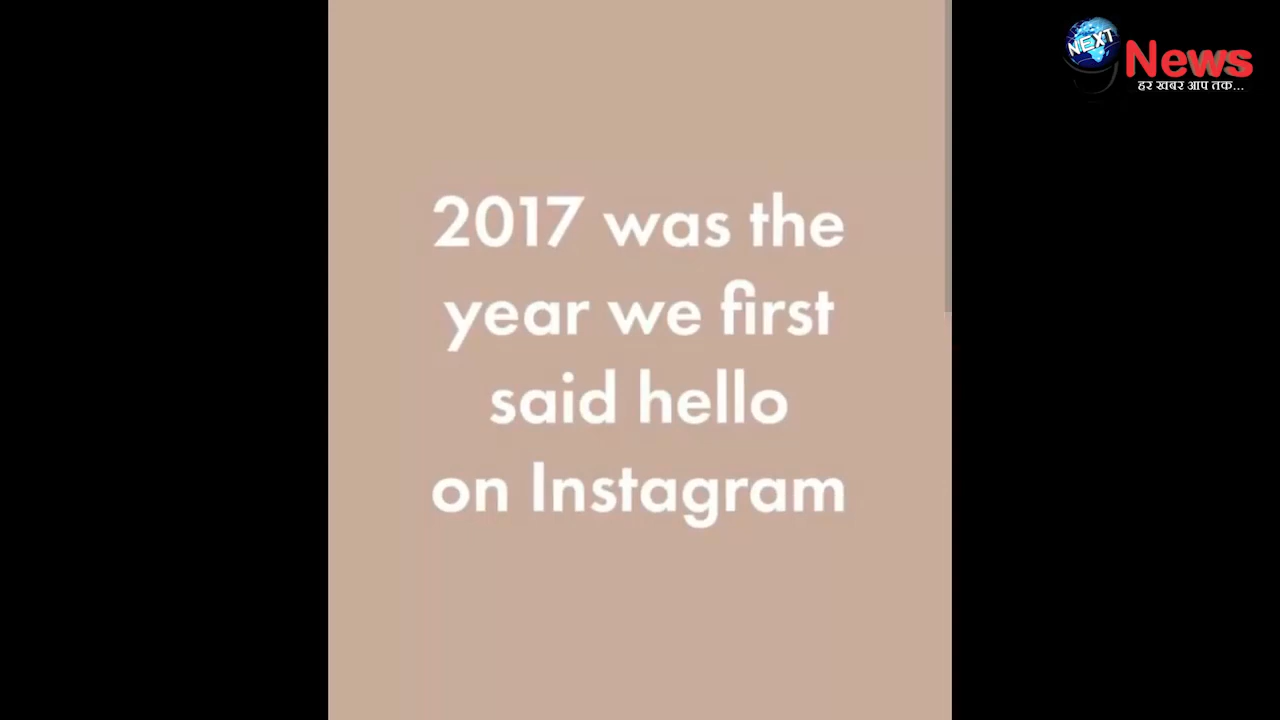 2017 was the
year we first
said hello
on Instagram
NEXT
News
हर खबर आप तक...